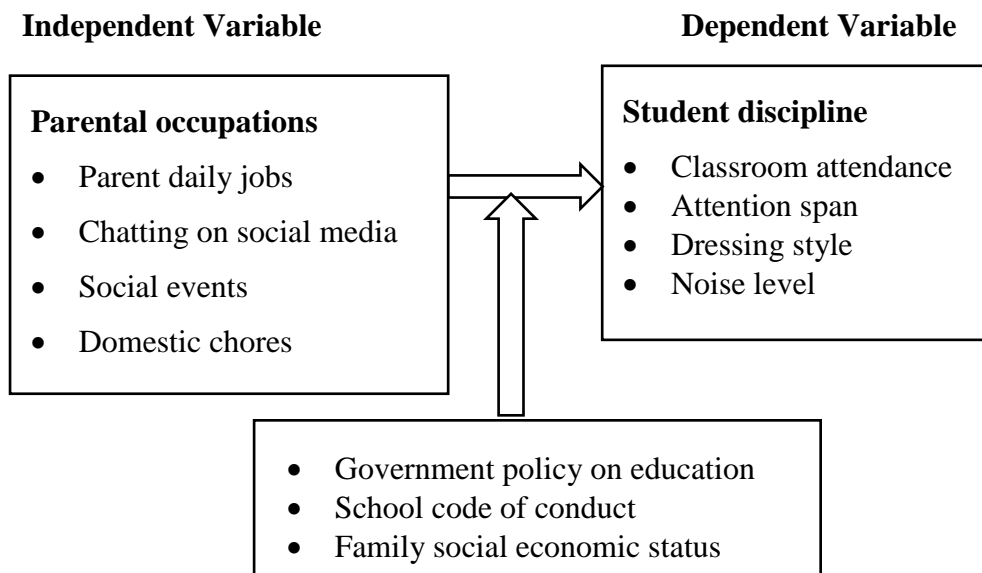 Independent Variable
Dependent Variable
Parental occupations
• Parent daily jobs
• Chatting on social media
• Social events
• Domestic chores
Student discipline
• Classroom attendance
• Attention span
• Dressing style
• Noise level
• Government policy on education
• School code of conduct
• Family social economic status